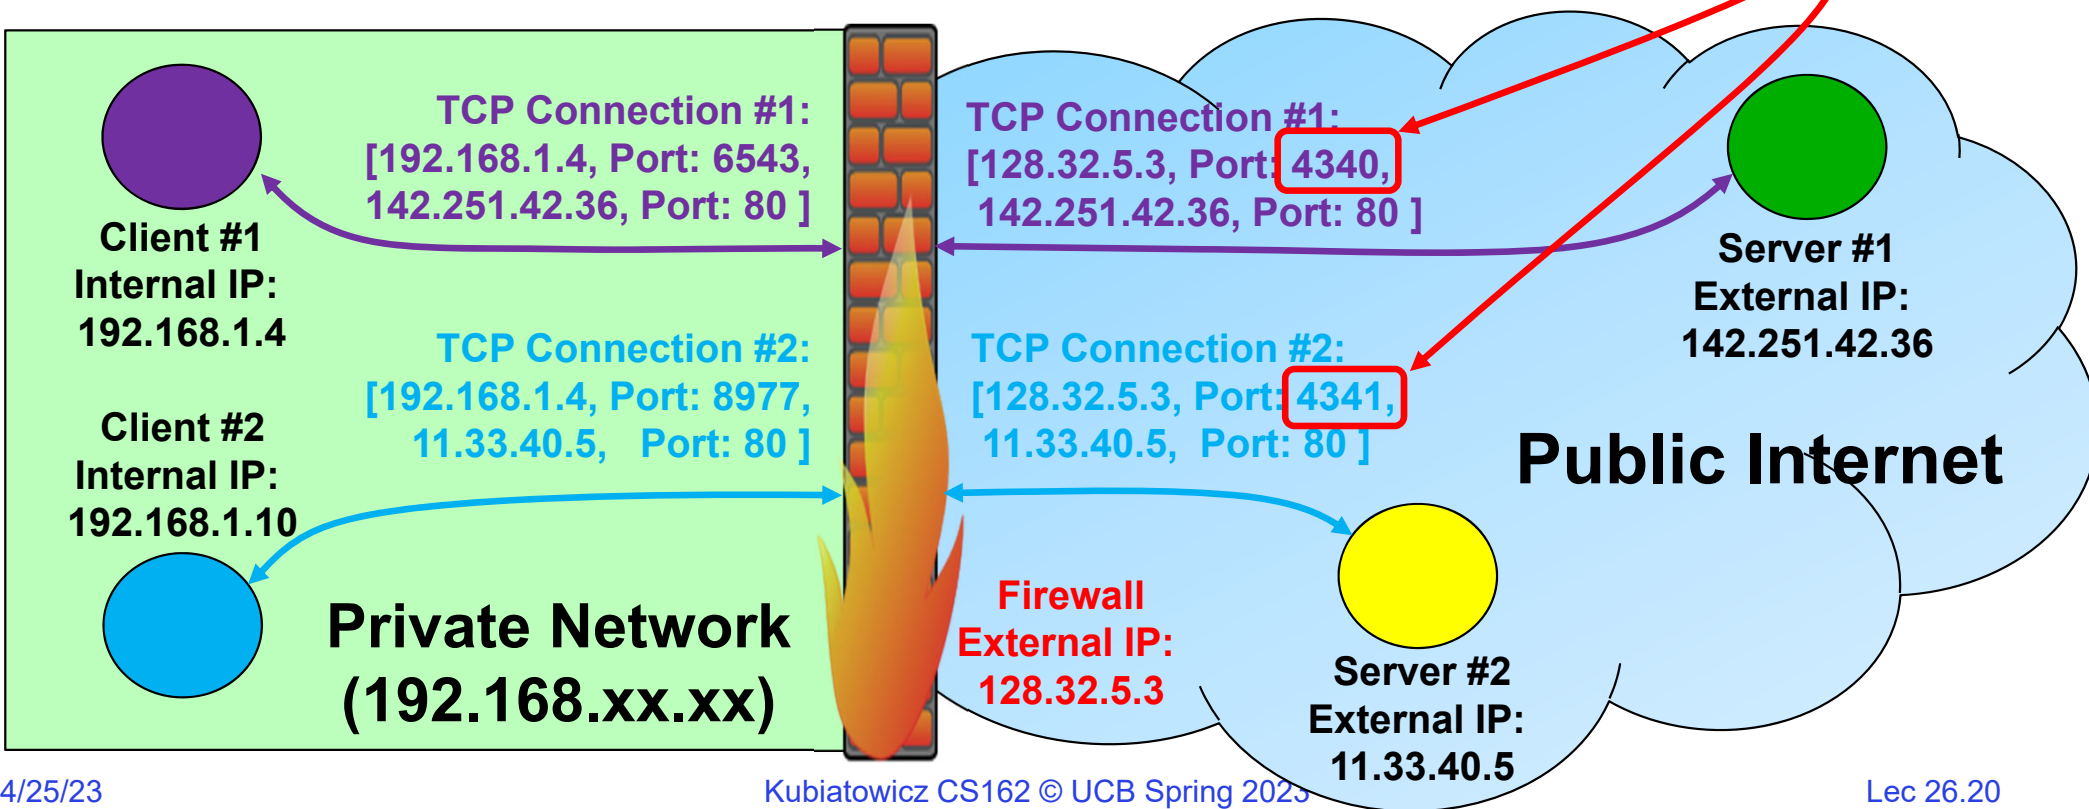 TCP Connection #1:
[192.168.1.4, Port: 6543,
142.251.42.36, Port: 80 ]
TCP Connection #1:
[128.32.5.3, Port: 4340,
142.251.42.36, Port: 80 ]
Client #1
Internal IP:
192.168.1.4
Server #1
External IP:
142.251.42.36
TCP Connection #2:
[192.168.1.4, Port: 8977,
11.33.40.5, Port: 80 ]
TCP Connection #2:
[128.32.5.3, Port: 4341,
11.33.40.5, Port: 80 ]
Client #2
Internal IP:
192.168.1.10
Public Internet
Private Network
(192.168.xx.xx)
Firewall
External IP:
128.32.5.3
Server #2
External IP:
11.33.40.5
4/25/23
Kubiatowicz CS162 © UCB Spring 2023
Lec 26.20